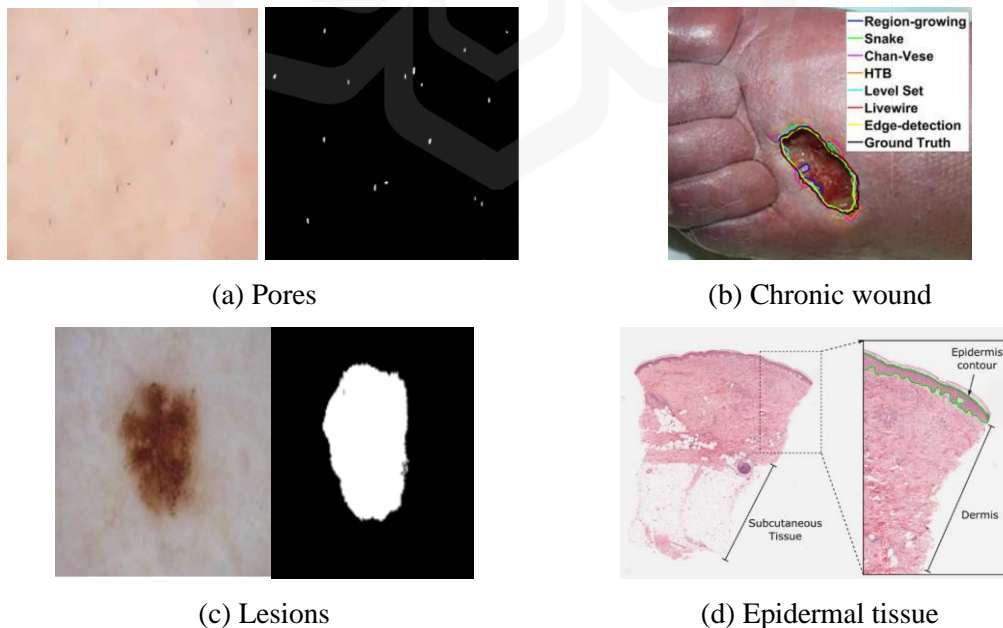 Region-growing
Snake
Chan-Vese
HTB
Level Set
Livewire
Edge-detection
Ground Truth
(a) Pores
(b) Chronic wound
Epidermis
contour
Dermis
Subcutaneous
Tissue
(c) Lesions
(d) Epidermal tissue